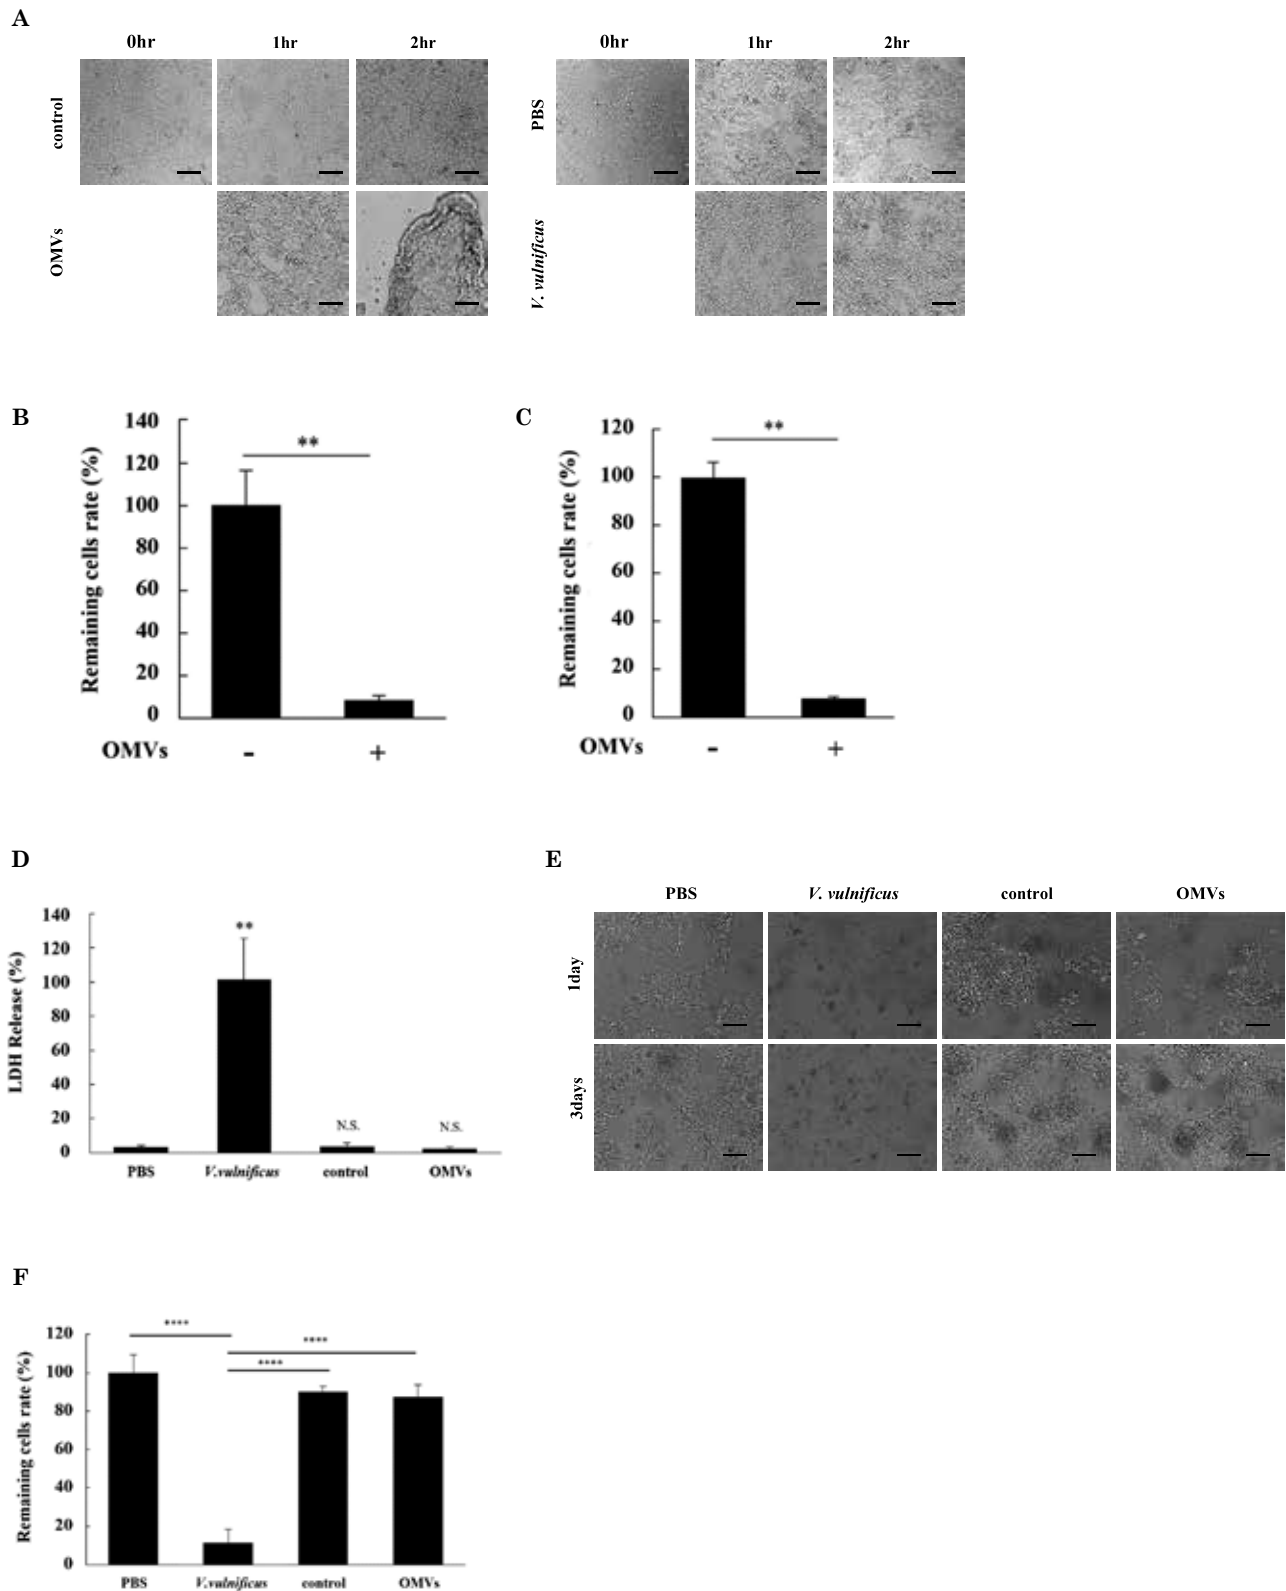 A
0hr 1hr 2hr 0hr 1hr 2hr
control PBS
OMVs V. vulnificus
B
Remaining cells rate (%)
140
120
100
80
60
40
20
0
**
OMVs - +
C
Remaining cells rate (%)
120
100
80
60
40
20
0
**
OMVs - +
D
LDH Release (%)
140
120
100
80
60
40
20
0
**
N.S. N.S.
PBS V.vulnificus control OMVs
E
PBS V. vulnificus control OMVs
1day
3days
F
Remaining cells rate (%)
120
100
80
60
40
20
0
****
****
****
PBS V.vulnificus control OMVs